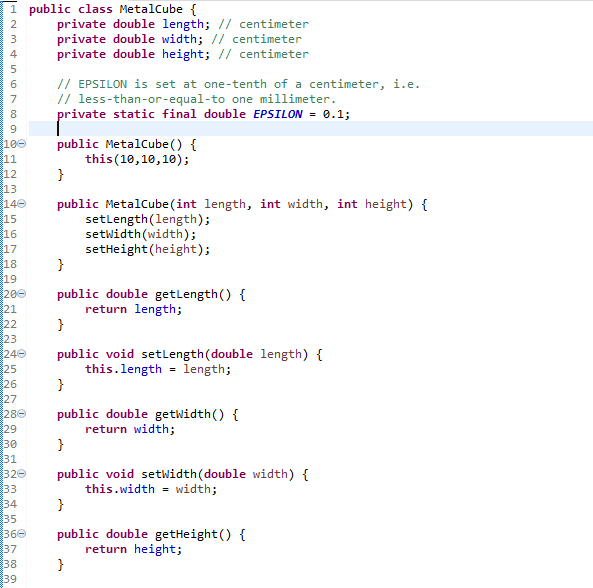 1 public class MetalCube {
2 private double length; // centimeter
3 private double width; // centimeter
4 private double height; // centimeter
5
6 // EPSILON is set at one-tenth of a centimeter, i.e.
7 // less-than-or-equal-to one millimeter.
8 private static final double EPSILON = 0.1;
9
10 public MetalCube() {
11 this(10,10,10);
12 }
13
14 public MetalCube(int length, int width, int height) {
15 setLength(length);
16 setWidth(width);
17 setHeight(height);
18 }
19
20 public double getLength() {
21 return length;
22 }
23
24 public void setLength(double length) {
25 this.length = length;
26 }
27
28 public double getWidth() {
29 return width;
30 }
31
32 public void setWidth(double width) {
33 this.width = width;
34 }
35
36 public double getHeight() {
37 return height;
38 }
39